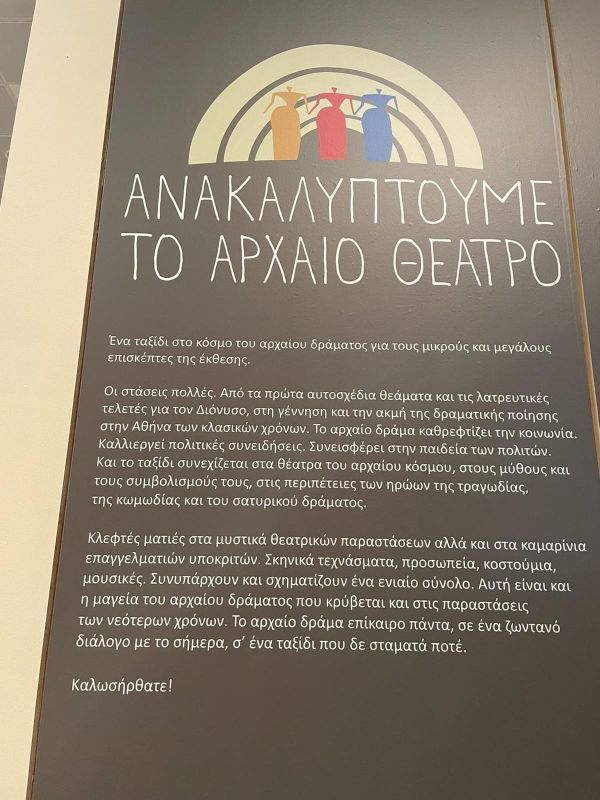 ΑΝΑΚΑΛΥΠΤΟΥΜΕ
ΤΟ ΑΡΧΑΙΟ ΘΕΑΤΡΟ
Ένα ταξίδι στο κόσμο του αρχαίου δράματος για τους μικρούς και μεγάλους
επισκέπτες της έκθεσης.
Οι στάσεις πολλές. Από τα πρώτα αυτοσχέδια θεάματα και τις λατρευτικές
τελετές για τον Διόνυσο, στη γέννηση και την ακμή της δραματικής ποίησης
στην Αθήνα των κλασικών χρόνων. Το αρχαίο δράμα καθρεφτίζει την κοινωνία.
Καλλιεργεί πολιτικές συνειδήσεις. Συνεισφέρει στην παιδεία των πολιτών.
Και το ταξίδι συνεχίζεται στα θέατρα του αρχαίου κόσμου, στους μύθους και
τους συμβολισμούς τους, στις περιπέτειες των ηρώων της τραγωδίας,
της κωμωδίας και του σατυρικού δράματος.
Κλεφτές ματιές στα μυστικά θεατρικών παραστάσεων αλλά και στα καμαρίνια
επαγγελματιών υποκριτών. Σκηνικά τεχνάσματα, προσωπεία, κοστούμια,
μουσικές. Συνυπάρχουν και σχηματίζουν ένα ενιαίο σύνολο. Αυτή είναι και
η μαγεία του αρχαίου δράματος που κρύβεται και στις παραστάσεις
των νεότερων χρόνων. Το αρχαίο δράμα επίκαιρο πάντα, σε ένα ζωντανό
διάλογο με το σήμερα, σ’ ένα ταξίδι που δε σταματά ποτέ.
Καλωσήρθατε!